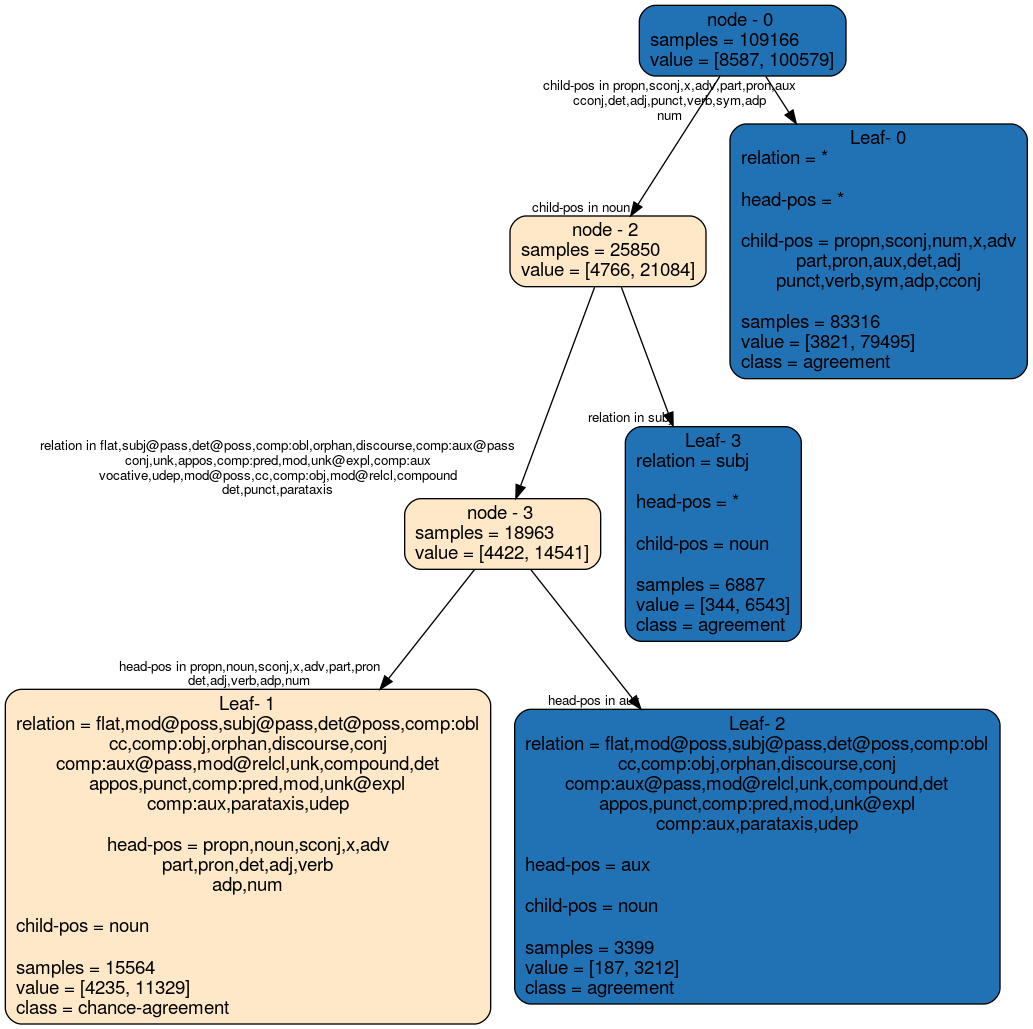 node - 0
samples = 109166
value = [8587, 100579]
child-pos in propn,sconj,x,adv,part,pron,aux
cconj,det,adj,punct,verb,sym,adp
num
Leaf- 0
relation = *
head-pos = *
child-pos = propn,sconj,num,x,adv
part,pron,aux,det,adj
punct,verb,sym,adp,cconj
samples = 83316
value = [3821, 79495]
class = agreement
child-pos in noun
node - 2
samples = 25850
value = [4766, 21084]
relation in subj
Leaf- 3
relation = subj
head-pos = *
child-pos = noun
samples = 6887
value = [344, 6543]
class = agreement
relation in flat,subj@pass,det@poss,comp:obl,orphan,discourse,comp:aux@pass
conj,unk,appos,comp:pred,mod,unk@expl,comp:aux
vocative,udep,mod@poss,cc,comp:obj,mod@relcl,compound
det,punct,parataxis
node - 3
samples = 18963
value = [4422, 14541]
head-pos in propn,noun,sconj,x,adv,part,pron
det,adj,verb,adp,num
Leaf- 1
relation = flat,mod@poss,subj@pass,det@poss,comp:obl
cc,comp:obj,orphan,discourse,conj
comp:aux@pass,mod@relcl,unk,compound,det
appos,punct,comp:pred,mod,unk@expl
comp:aux,parataxis,udep
head-pos = propn,noun,sconj,x,adv
part,pron,det,adj,verb
adp,num
child-pos = noun
samples = 15564
value = [4235, 11329]
class = chance-agreement
head-pos in aux
Leaf- 2
relation = flat,mod@poss,subj@pass,det@poss,comp:obl
cc,comp:obj,orphan,discourse,conj
comp:aux@pass,mod@relcl,unk,compound,det
appos,punct,comp:pred,mod,unk@expl
comp:aux,parataxis,udep
head-pos = aux
child-pos = noun
samples = 3399
value = [187, 3212]
class = agreement